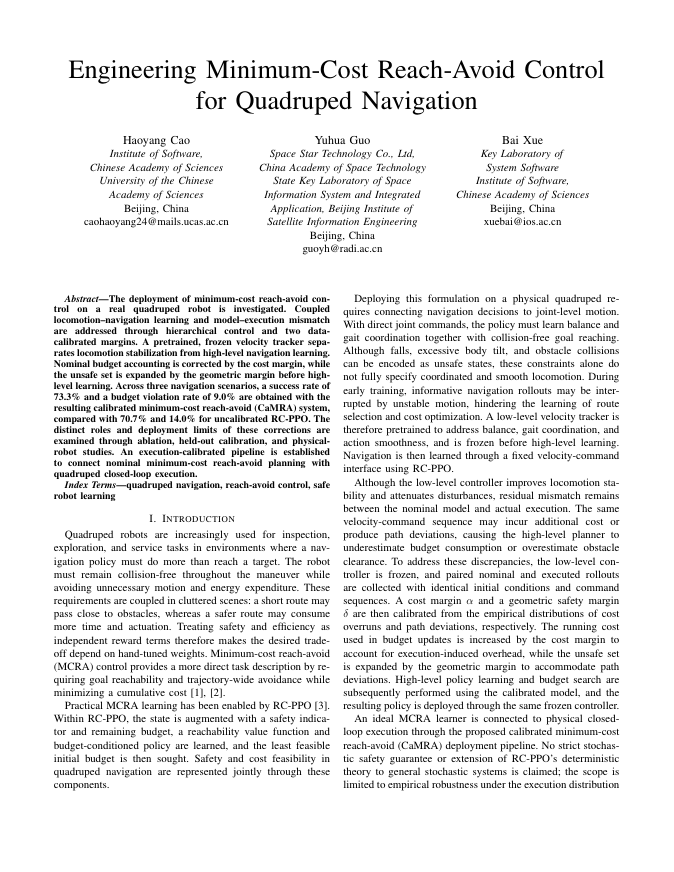 Engineering Minimum-Cost Reach-Avoid Control
for Quadruped Navigation
Haoyang Cao
Institute of Software,
Chinese Academy of Sciences
University of the Chinese
Academy of Sciences
Beijing, China
caohaoyang24@mails.ucas.ac.cn
Yuhua Guo
Space Star Technology Co., Ltd,
China Academy of Space Technology
State Key Laboratory of Space
Information System and Integrated
Application, Beijing Institute of
Satellite Information Engineering
Beijing, China
guoyh@radi.ac.cn
Bai Xue
Key Laboratory of
System Software
Institute of Software,
Chinese Academy of Sciences
Beijing, China
xuebai@ios.ac.cn
Abstract—The deployment of minimum-cost reach-avoid con-
trol on a real quadruped robot is investigated. Coupled
locomotion–navigation learning and model–execution mismatch
are addressed through hierarchical control and two data-
calibrated margins. A pretrained, frozen velocity tracker sepa-
rates locomotion stabilization from high-level navigation learning.
Nominal budget accounting is corrected by the cost margin, while
the unsafe set is expanded by the geometric margin before high-
level learning. Across three navigation scenarios, a success rate of
73.3% and a budget violation rate of 9.0% are obtained with the
resulting calibrated minimum-cost reach-avoid (CaMRA) system,
compared with 70.7% and 14.0% for uncalibrated RC-PPO. The
distinct roles and deployment limits of these corrections are
examined through ablation, held-out calibration, and physical-
robot studies. An execution-calibrated pipeline is established
to connect nominal minimum-cost reach-avoid planning with
quadruped closed-loop execution.
Index Terms—quadruped navigation, reach-avoid control, safe
robot learning
I. INTRODUCTION
Quadruped robots are increasingly used for inspection,
exploration, and service tasks in environments where a nav-
igation policy must do more than reach a target. The robot
must remain collision-free throughout the maneuver while
avoiding unnecessary motion and energy expenditure. These
requirements are coupled in cluttered scenes: a short route may
pass close to obstacles, whereas a safer route may consume
more time and actuation. Treating safety and efficiency as
independent reward terms therefore makes the desired trade-
off depend on hand-tuned weights. Minimum-cost reach-avoid
(MCRA) control provides a more direct task description by re-
quiring goal reachability and trajectory-wide avoidance while
minimizing a cumulative cost [1], [2].
Practical MCRA learning has been enabled by RC-PPO [3].
Within RC-PPO, the state is augmented with a safety indica-
tor and remaining budget, a reachability value function and
budget-conditioned policy are learned, and the least feasible
initial budget is then sought. Safety and cost feasibility in
quadruped navigation are represented jointly through these
components.
Deploying this formulation on a physical quadruped re-
quires connecting navigation decisions to joint-level motion.
With direct joint commands, the policy must learn balance and
gait coordination together with collision-free goal reaching.
Although falls, excessive body tilt, and obstacle collisions
can be encoded as unsafe states, these constraints alone do
not fully specify coordinated and smooth locomotion. During
early training, informative navigation rollouts may be inter-
rupted by unstable motion, hindering the learning of route
selection and cost optimization. A low-level velocity tracker is
therefore pretrained to address balance, gait coordination, and
action smoothness, and is frozen before high-level learning.
Navigation is then learned through a fixed velocity-command
interface using RC-PPO.
Although the low-level controller improves locomotion sta-
bility and attenuates disturbances, residual mismatch remains
between the nominal model and actual execution. The same
velocity-command sequence may incur additional cost or
produce path deviations, causing the high-level planner to
underestimate budget consumption or overestimate obstacle
clearance. To address these discrepancies, the low-level con-
troller is frozen, and paired nominal and executed rollouts
are collected with identical initial conditions and command
sequences. A cost margin α and a geometric safety margin
δ are then calibrated from the empirical distributions of cost
overruns and path deviations, respectively. The running cost
used in budget updates is increased by the cost margin to
account for execution-induced overhead, while the unsafe set
is expanded by the geometric margin to accommodate path
deviations. High-level policy learning and budget search are
subsequently performed using the calibrated model, and the
resulting policy is deployed through the same frozen controller.
An ideal MCRA learner is connected to physical closed-
loop execution through the proposed calibrated minimum-cost
reach-avoid (CaMRA) deployment pipeline. No strict stochas-
tic safety guarantee or extension of RC-PPO's deterministic
theory to general stochastic systems is claimed; the scope is
limited to empirical robustness under the execution distribution